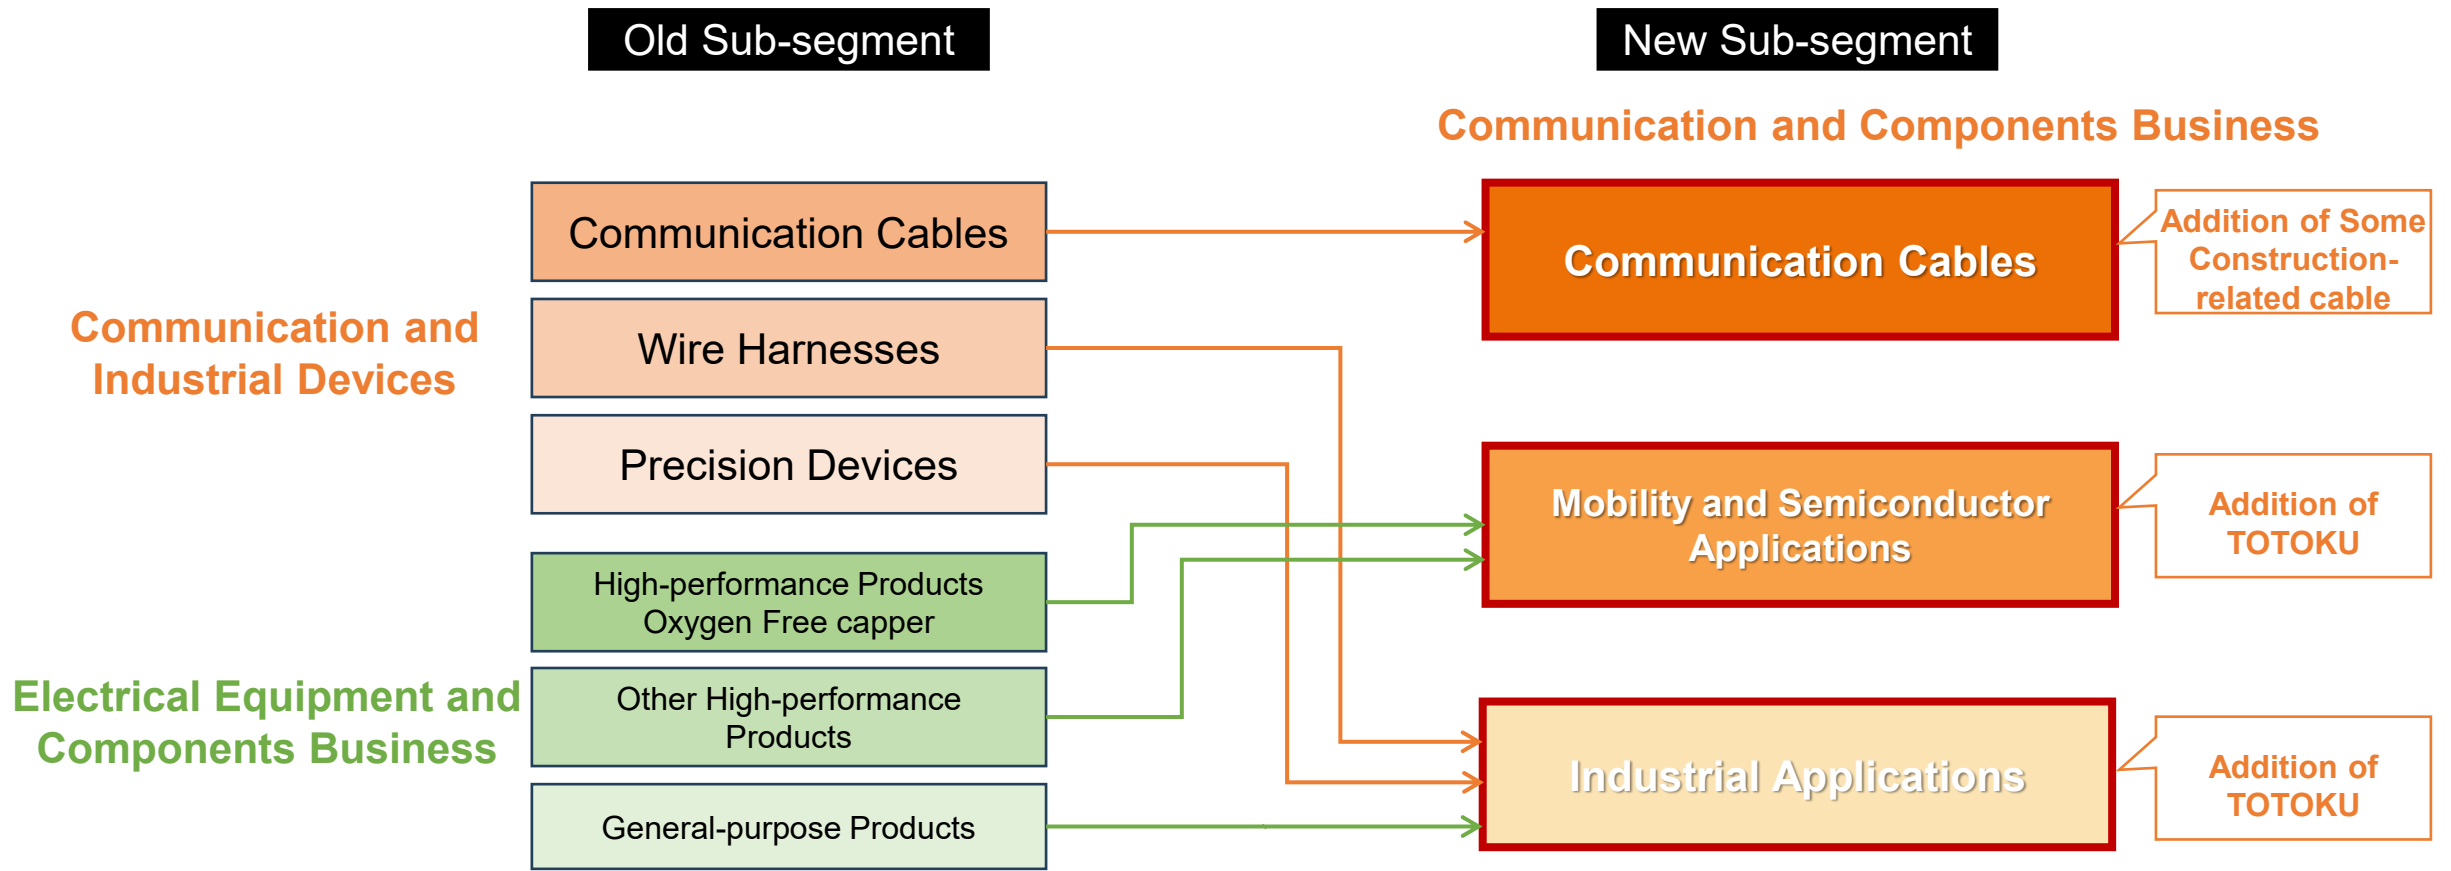 Old Sub-segment
New Sub-segment
Communication and Components Business
Communication and
Industrial Devices
Communication Cables
Wire Harnesses
Precision Devices
Electrical Equipment and
Components Business
High-performance Products
Oxygen Free capper
Other High-performance
Products
General-purpose Products
Communication Cables
Addition of Some
Construction-
related cable
Mobility and Semiconductor
Applications
Addition of
TOTOKU
Industrial Applications
Addition of
TOTOKU